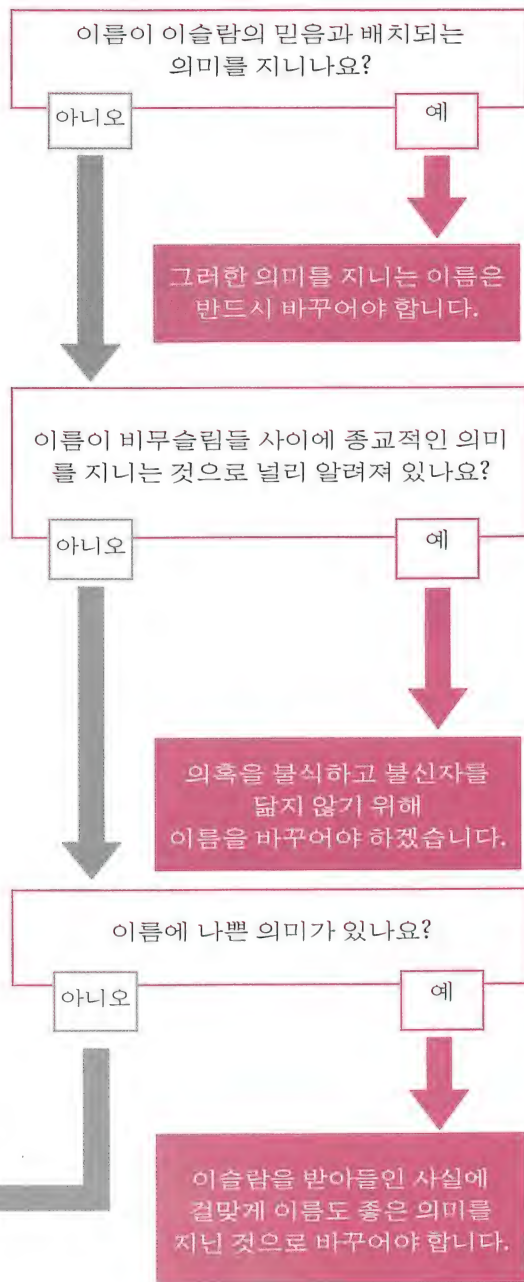 이름이 이슬람의 믿음과 배치되는
의미를 지니나요?
아니오
예
그러한 의미를 지니는 이름은
반드시 바꾸어야 합니다.
이름이 비무슬림들 사이에 종교적인 의미
를 지니는 것으로 널리 알려져 있나요?
아니오
예
의혹을 불식하고 불신자를
닮지 않기 위해
이름을 바꾸어야 하겠습니다.
이름에 나쁜 의미가 있나요?
아니오
예
이슬람을 받아들인 사실에
걸맞게 이름도 좋은 의미를
지닌 것으로 바꾸어야 합니다.